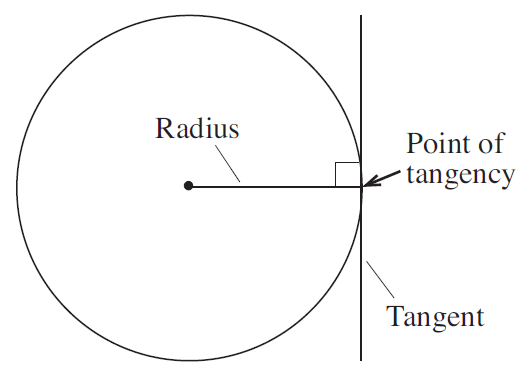 Radius
Point of
tangency
Tangent